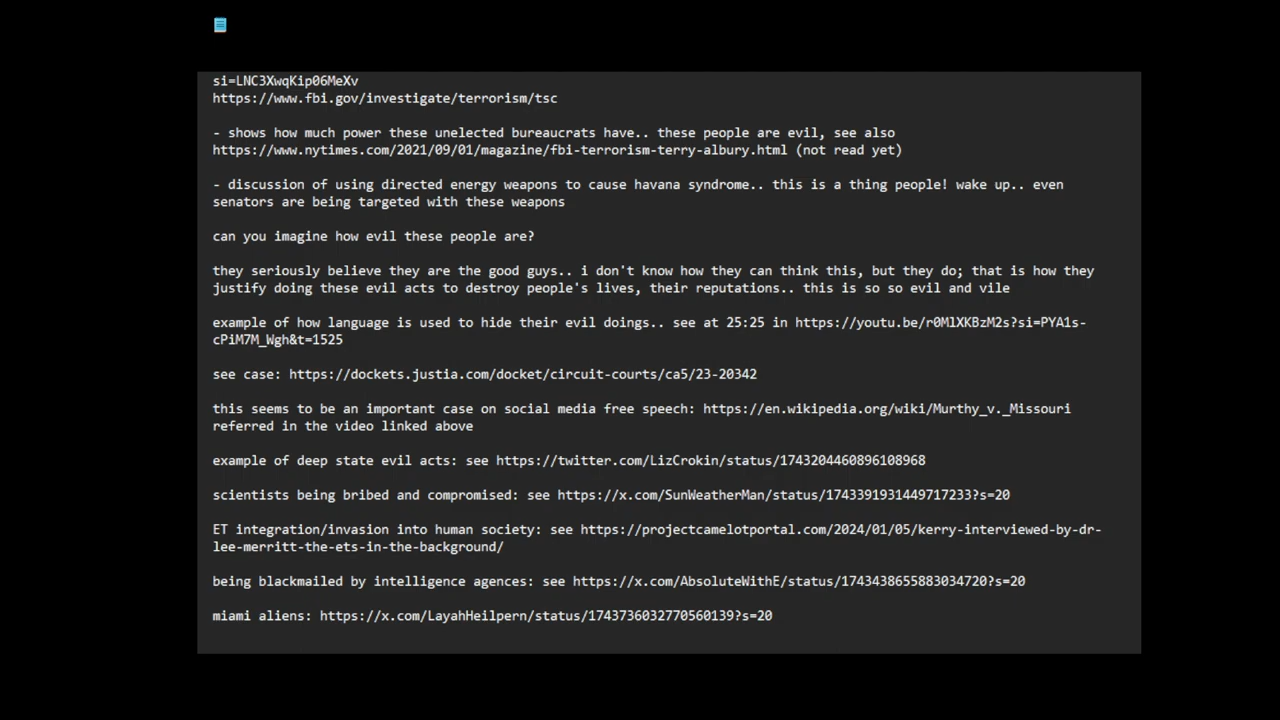 si=LNC3XwqKip06MeXv
https://www.fbi.gov/investigate/terrorism/tsc
- shows how much power these unelected bureaucrats have.. these people are evil, see also
https://www.nytimes.com/2021/09/01/magazine/fbi-terrorism-terry-albury.html (not read yet)
- discussion of using directed energy weapons to cause havana syndrome.. this is a thing people! wake up.. even
senators are being targeted with these weapons
can you imagine how evil these people are?
they seriously believe they are the good guys.. i don't know how they can think this, but they do; that is how they
justify doing these evil acts to destroy people's lives, their reputations.. this is so so evil and vile
example of how language is used to hide their evil doings.. see at 25:25 in https://youtu.be/r0MlXKBzM2s?si=PYA1s-
cPiM7M_Wgh&t=1525
see case: https://dockets.justia.com/docket/circuit-courts/ca5/23-20342
this seems to be an important case on social media free speech: https://en.wikipedia.org/wiki/Murthy_v._Missouri
referred in the video linked above
example of deep state evil acts: see https://twitter.com/LizCrokin/status/1743204460896108968
scientists being bribed and compromised: see https://x.com/SunWeatherMan/status/1743391931449717233?s=20
ET integration/invasion into human society: see https://projectcamelotportal.com/2024/01/05/kerry-interviewed-by-dr-
lee-merritt-the-ets-in-the-background/
being blackmailed by intelligence agences: see https://x.com/AbsoluteWithE/status/1743438655883034720?s=20
miami aliens: https://x.com/LayahHeilpern/status/1743736032770560139?s=20